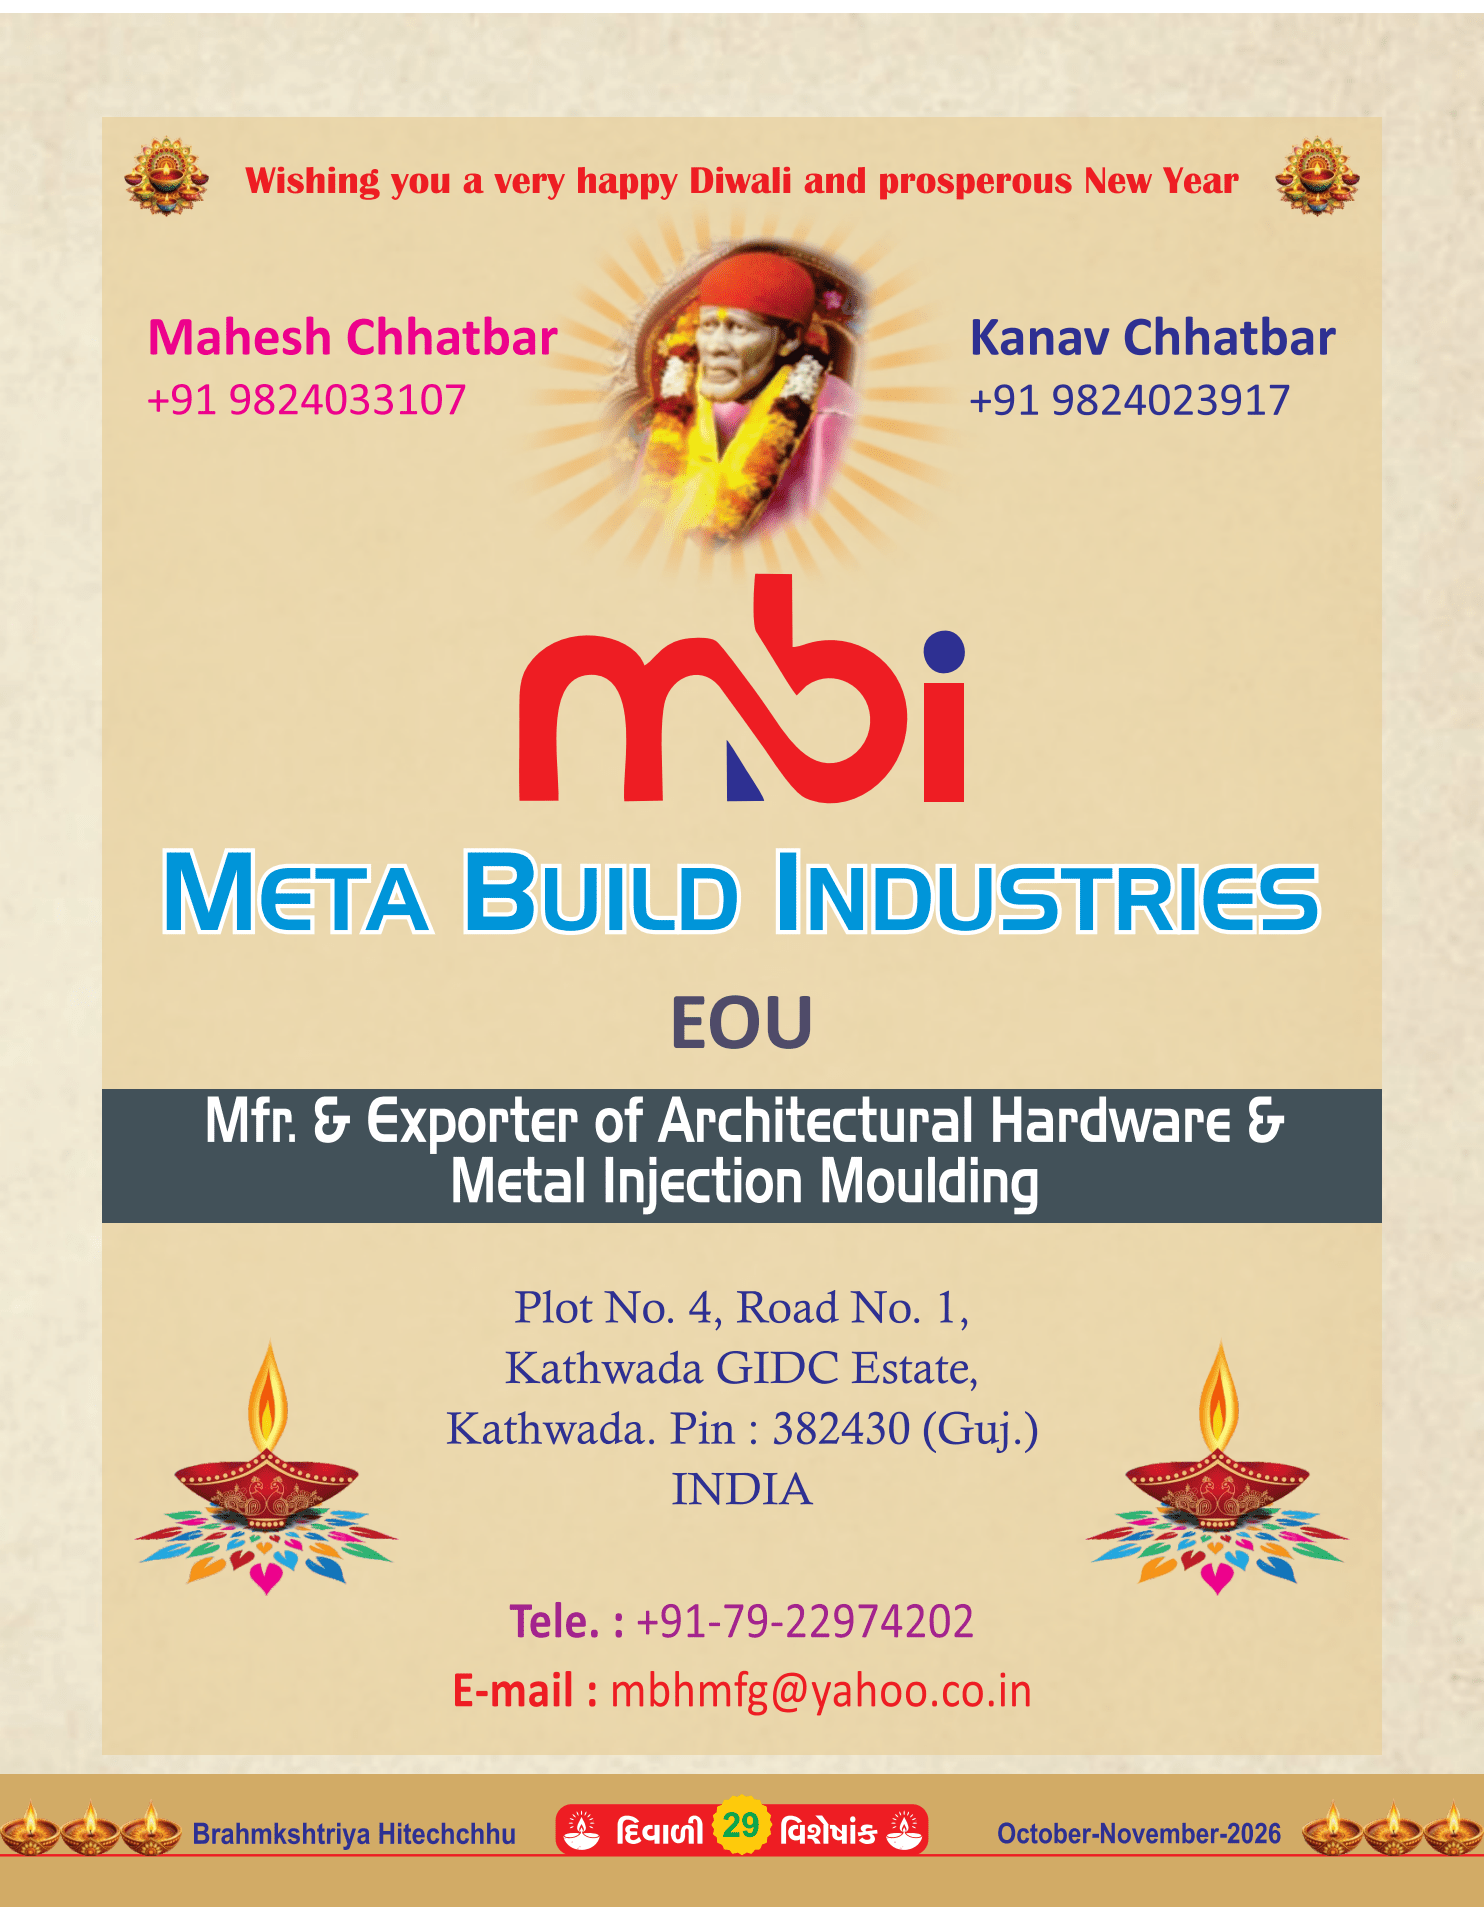 Wishing you a very happy Diwali and prosperous New Year
Mahesh Chhatbar
+91 9824033107
Kanav Chhatbar
+91 9824023917
mbi
META BUILD INDUSTRIES
EOU
Mfr. & Exporter of Architectural Hardware &
Metal Injection Moulding
Plot No. 4, Road No. 1,
Kathwada GIDC Estate,
Kathwada. Pin : 382430 (Guj.)
INDIA
Tele. : +91-79-22974202
E-mail : mbhmfg@yahoo.co.in
Brahmkshtriya Hitechchhu
દિવાળી 29 વિશેષાંક
October-November-2026